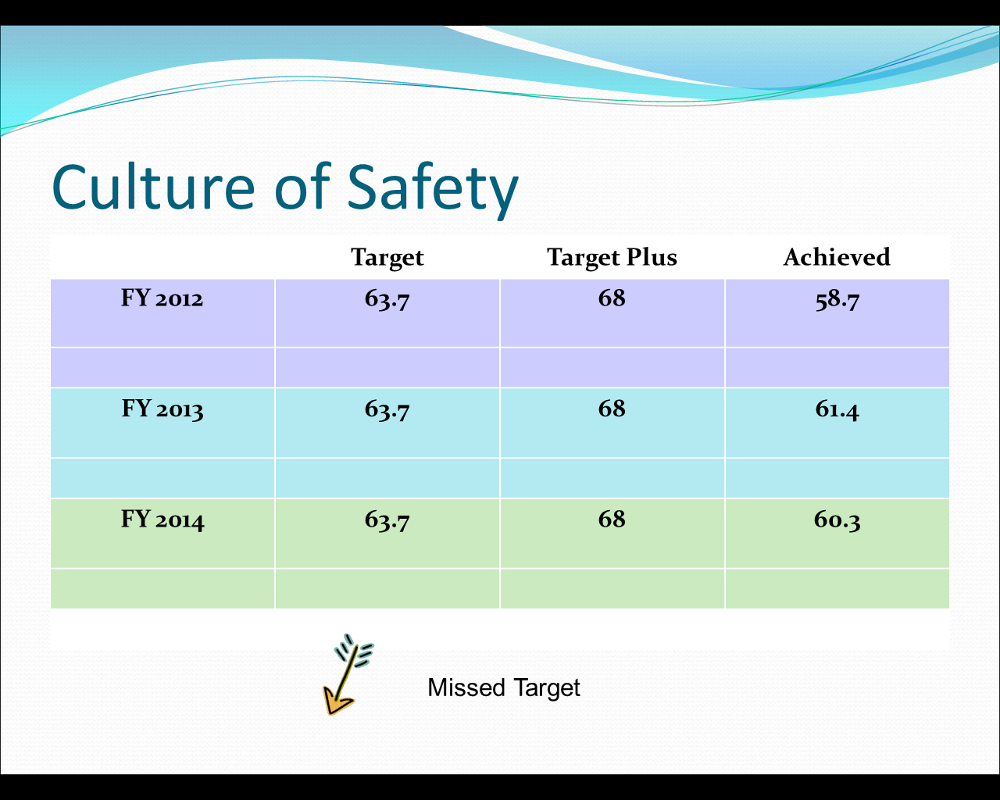 Culture of Safety
Target Target Plus Achieved
FY 2012 63.7 68 58.7
FY 2013 63.7 68 61.4
FY 2014 63.7 68 60.3
Missed Target